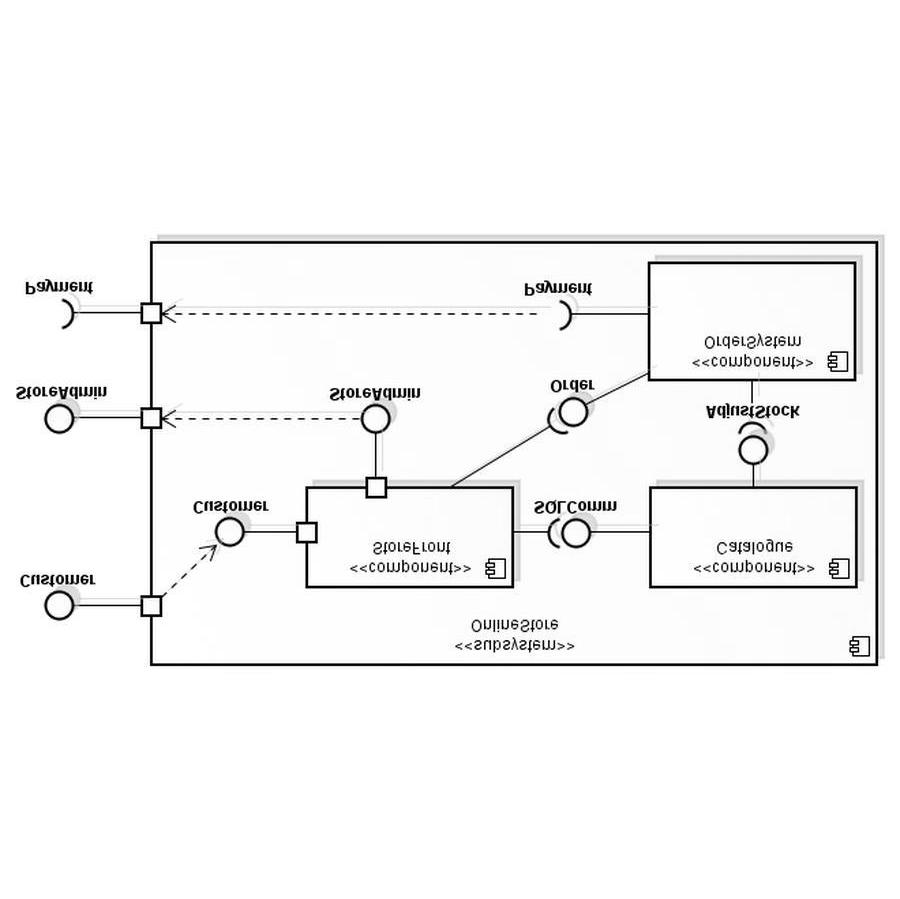 <<subsystem>>
OnlineStore
Customer
<<component>>
StoreFront
<<component>>
Catalogue
Customer
SQLComm
AdjustStock
StoreAdmin
StoreAdmin
Order
<<component>>
OrderSystem
Payment
Payment